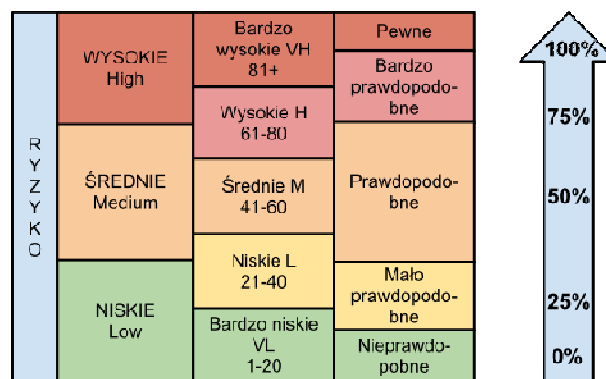 RYZYKO
WYSOKIE
High
ŚREDNIE
Medium
NISKIE
Low
Bardzo
wysokie VH
81+
Wysokie H
61-80
Średnie M
41-60
Niskie L
21-40
Bardzo niskie
VL
1-20
Pewne
Bardzo
prawdopodo-
bne
Prawdopodo-
bne
Mało
prawdopodo-
bne
Nieprawdo-
pobne
100%
75%
50%
25%
0%